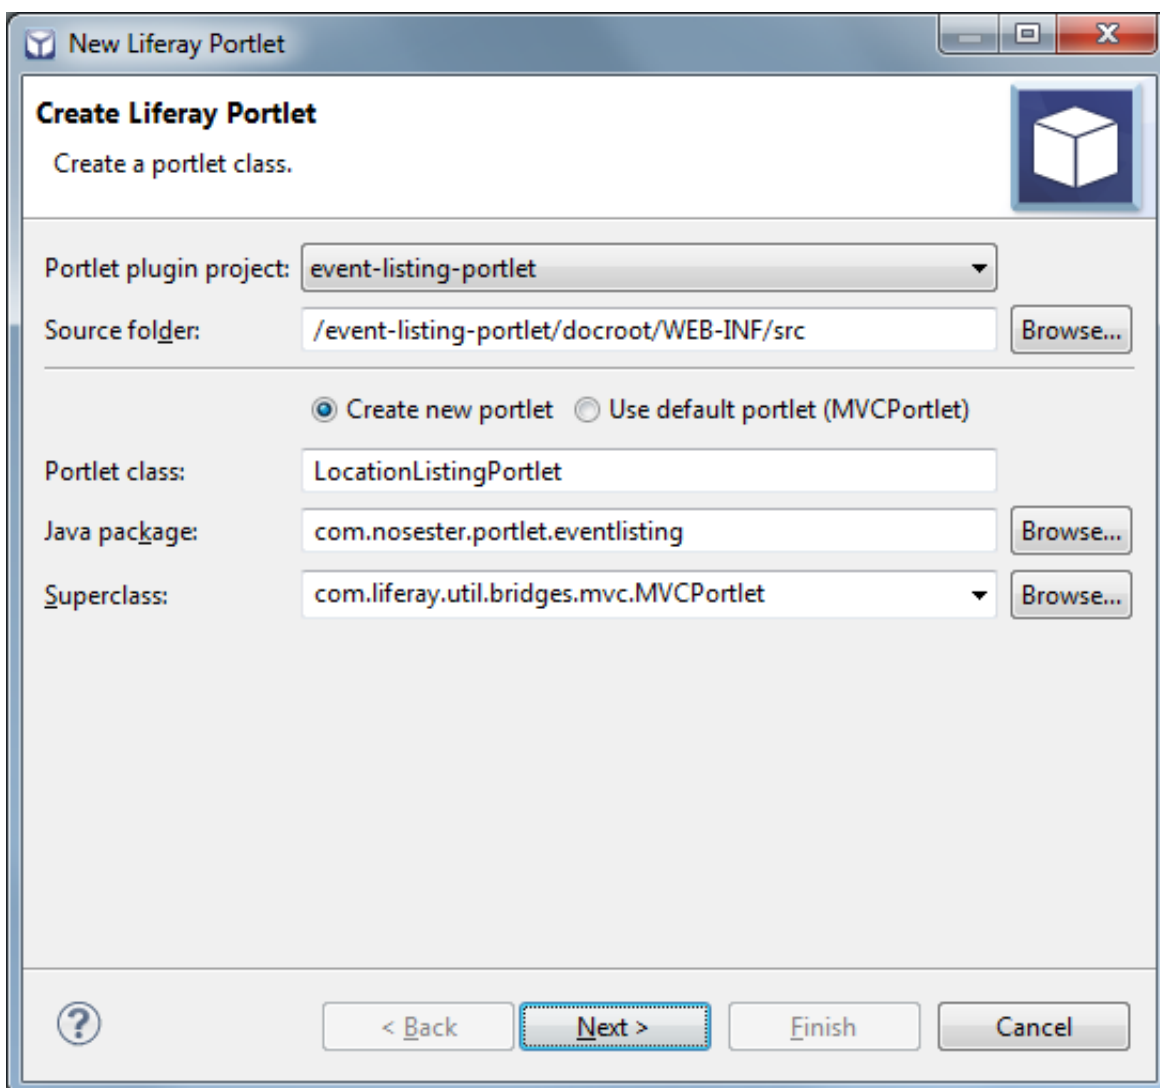 New Liferay Portlet
Create Liferay Portlet
Create a portlet class.
Portlet plugin project: event-listing-portlet
Source folder: /event-listing-portlet/docroot/WEB-INF/src Browse...
Create new portlet Use default portlet (MVCPortlet)
Portlet class: LocationListingPortlet
Java package: com.nosester.portlet.eventlisting Browse...
Superclass: com.liferay.util.bridges.mvc.MVCPortlet Browse...
? < Back Next > Finish Cancel